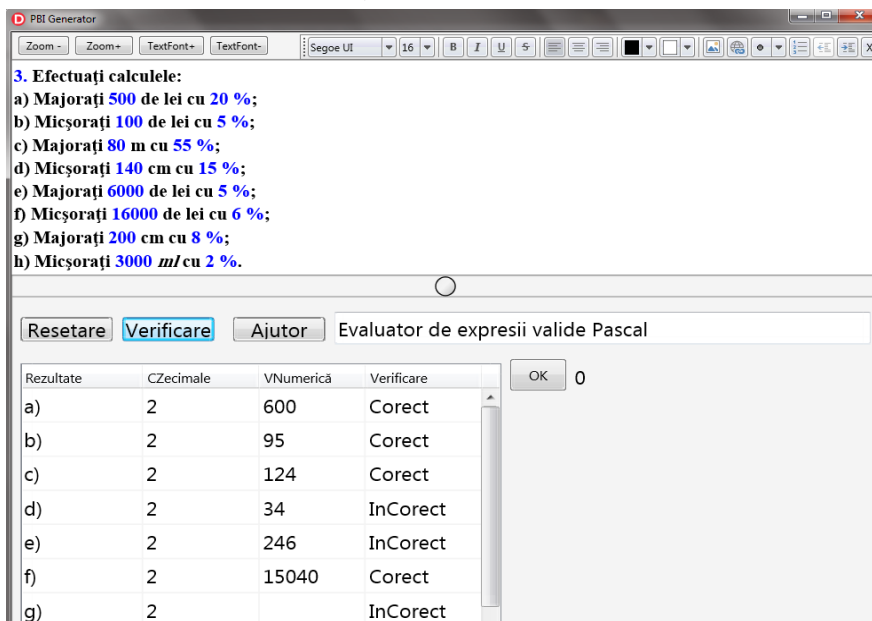 PBI Generator
Zoom - Zoom+ TextFont+ TextFont- Segoe UI 16 B I U S X
3. Efectuați calculele:
a) Majorați 500 de lei cu 20 %;
b) Micșorați 100 de lei cu 5 %;
c) Majorați 80 m cu 55 %;
d) Micșorați 140 cm cu 15 %;
e) Majorați 6000 de lei cu 5 %;
f) Micșorați 16000 de lei cu 6 %;
g) Majorați 200 cm cu 8 %;
h) Micșorați 3000 ml cu 2 %.
Resetare Verificare Ajutor Evaluator de expresii valide Pascal
Rezultate CZecimale VNumerică Verificare OK 0
a) 2 600 Corect
b) 2 95 Corect
c) 2 124 Corect
d) 2 34 InCorect
e) 2 246 InCorect
f) 2 15040 Corect
g) 2 InCorect